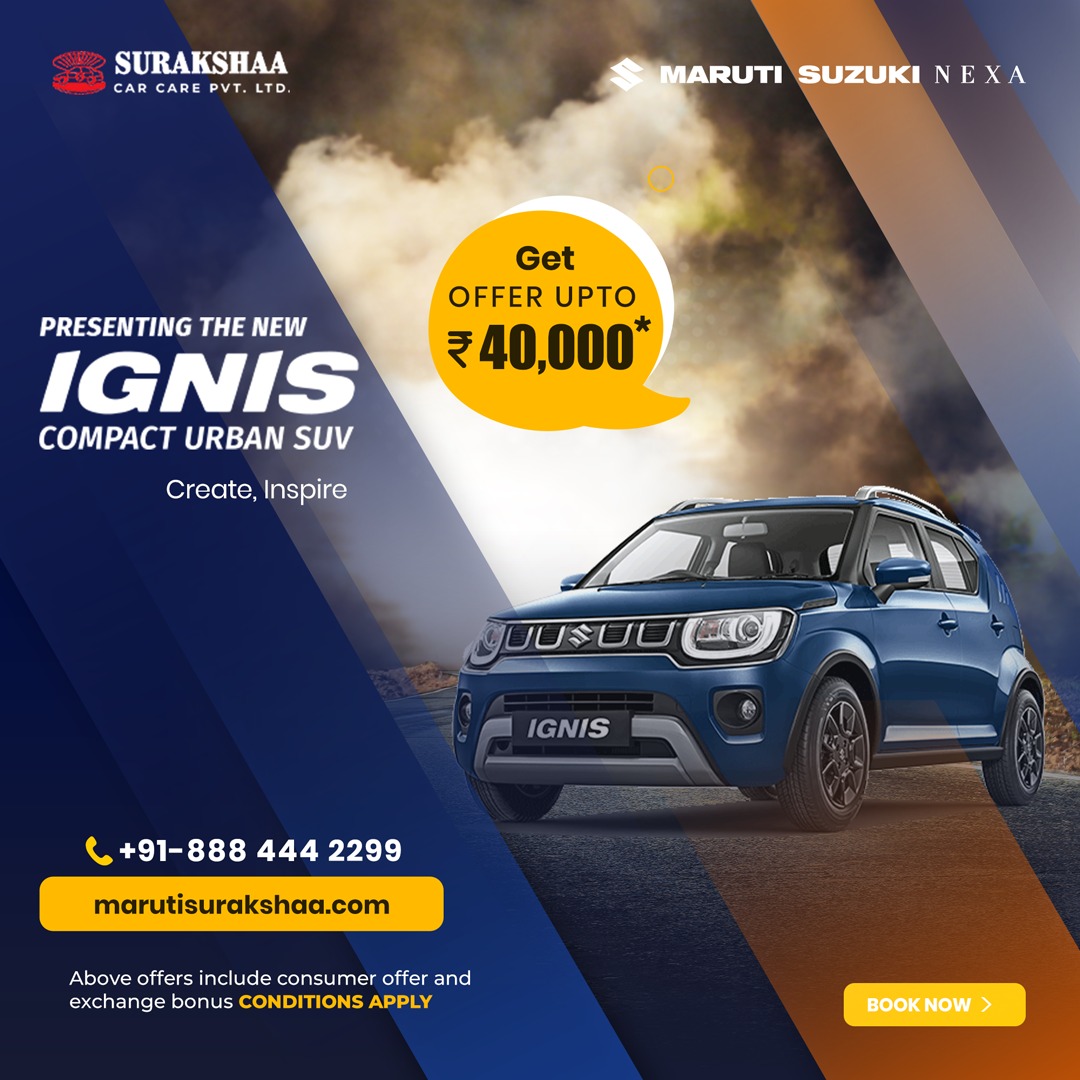 SURAKSHAA
CAR CARE PVT. LTD.
MARUTI SUZUKI NEXA
Get
OFFER UPTO
₹40,000*
PRESENTING THE NEW
IGNIS
COMPACT URBAN SUV
Create, Inspire
IGNIS
+91-888 444 2299
marutisurakshaa.com
Above offers include consumer offer and
exchange bonus CONDITIONS APPLY
BOOK NOW >